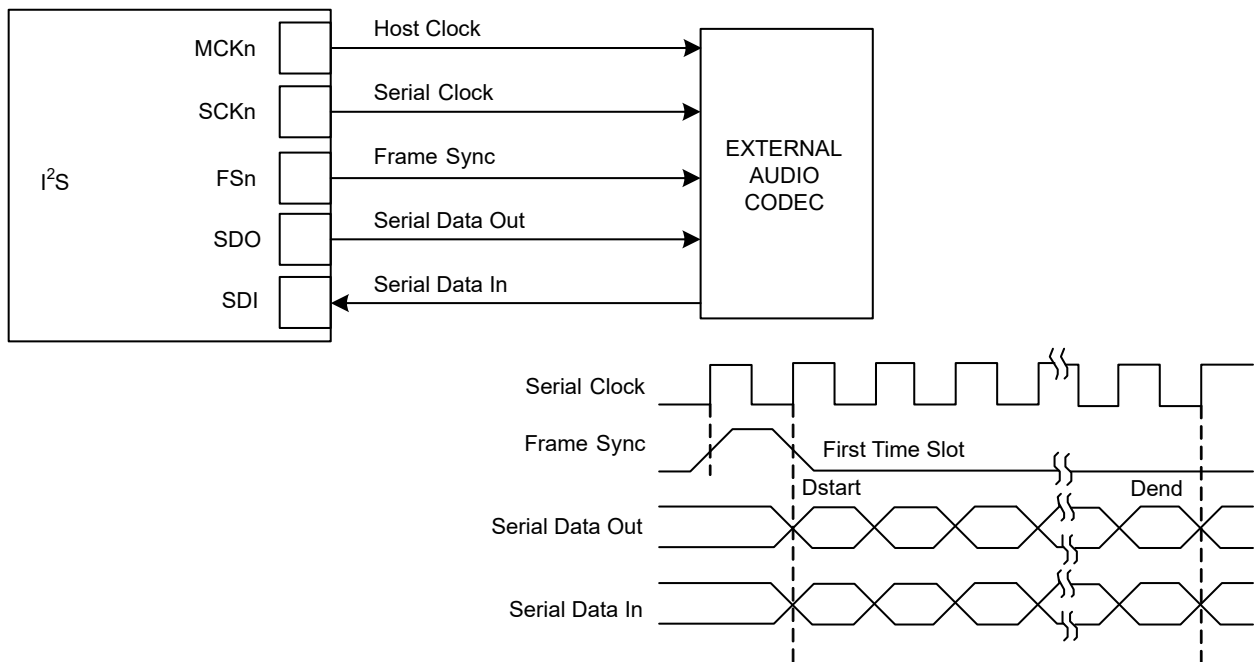 MCKn
Host Clock
SCKn
Serial Clock
I²S
FSn
Frame Sync
EXTERNAL
AUDIO
CODEC
SDO
Serial Data Out
SDI
Serial Data In
Serial Clock
Frame Sync
First Time Slot
Dstart
Dend
Serial Data Out
Serial Data In